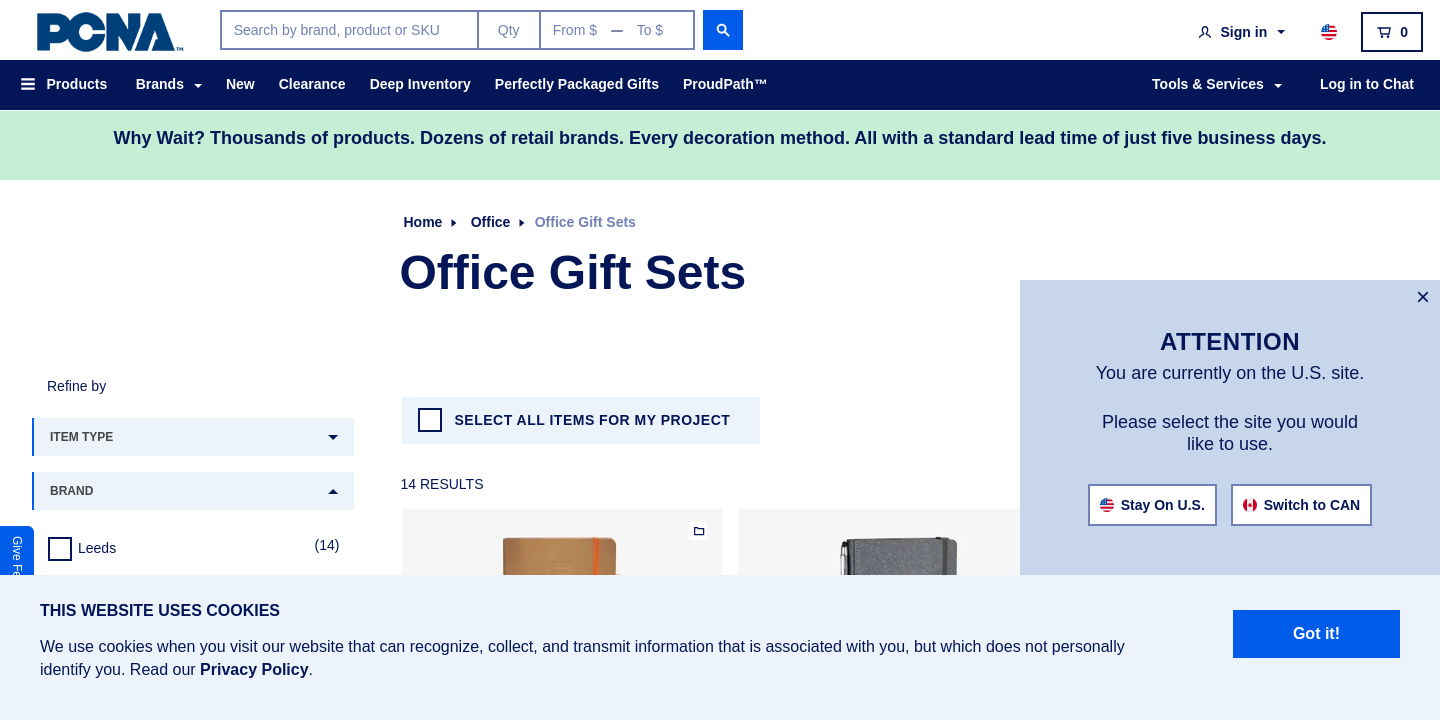 PCNA™
Search by brand, product or SKU
Qty
From $ — To $
Sign in
0
Products
Brands
New
Clearance
Deep Inventory
Perfectly Packaged Gifts
ProudPath™
Tools & Services
Log in to Chat
Why Wait? Thousands of products. Dozens of retail brands. Every decoration method. All with a standard lead time of just five business days.
Home
Office
Office Gift Sets
Office Gift Sets
×
ATTENTION
You are currently on the U.S. site.
Please select the site you would
like to use.
Stay On U.S.
Switch to CAN
Refine by
ITEM TYPE
BRAND
Leeds
(14)
SELECT ALL ITEMS FOR MY PROJECT
14 RESULTS
Give Fe
THIS WEBSITE USES COOKIES
We use cookies when you visit our website that can recognize, collect, and transmit information that is associated with you, but which does not personally
identify you. Read our Privacy Policy.
Got it!